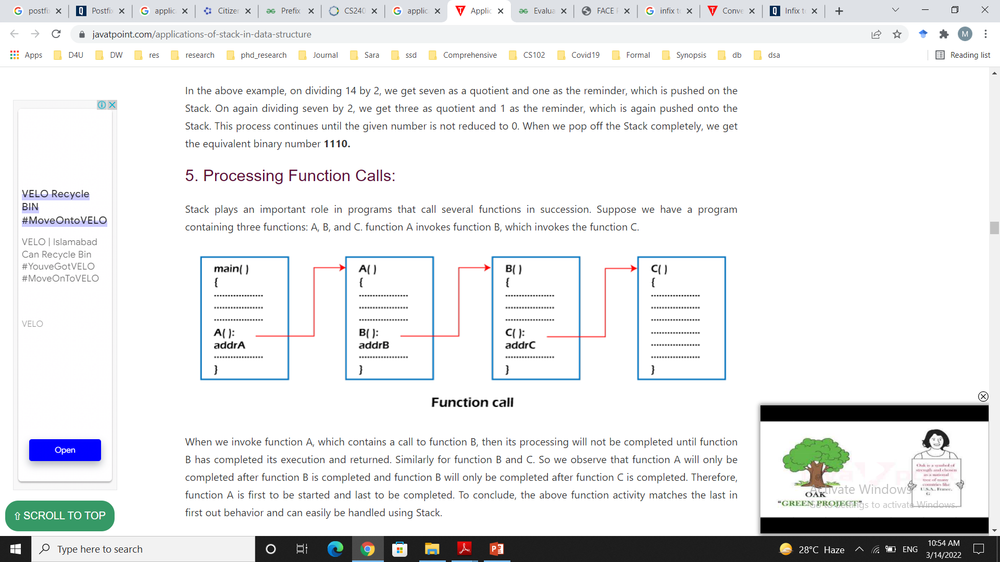 postfi
Postfi
applic
Citizer
Prefix
CS240
applic
Applic
Evalua
FACE F
infix to
Conve
Infix to
javatpoint.com/applications-of-stack-in-data-structure
M
Apps D4U DW res research phd_research Journal Sara ssd Comprehensive CS102 Covid19 Formal Synopsis db dsa Reading list
In the above example, on dividing 14 by 2, we get seven as a quotient and one as the reminder, which is pushed on the
Stack. On again dividing seven by 2, we get three as quotient and 1 as the reminder, which is again pushed onto the
Stack. This process continues until the given number is not reduced to 0. When we pop off the Stack completely, we get
the equivalent binary number 1110.
5. Processing Function Calls:
Stack plays an important role in programs that call several functions in succession. Suppose we have a program
containing three functions: A, B, and C. function A invokes function B, which invokes the function C.
main( )
{
....................
....................
....................
A( ):
addrA
....................
}
A( )
{
....................
....................
....................
B( ):
addrB
....................
}
B( )
{
....................
....................
....................
C( ):
addrC
....................
}
C( )
{
....................
....................
....................
....................
....................
....................
}
Function call
When we invoke function A, which contains a call to function B, then its processing will not be completed until function
B has completed its execution and returned. Similarly for function B and C. So we observe that function A will only be
completed after function B is completed and function B will only be completed after function C is completed. Therefore,
function A is first to be started and last to be completed. To conclude, the above function activity matches the last in
first out behavior and can easily be handled using Stack.
VELO Recycle
BIN
#MoveOntoVELO
VELO | Islamabad
Can Recycle Bin
#YouveGotVELO
#MoveOnToVELO
VELO
Open
⇧ SCROLL TO TOP
OAK
"GREEN PROJECT"
Oak is a symbol of
strength and chosen
as a national
tree of many
countries like
U.S.A., France,
G
Activate Windows
Go to Settings to activate Windows.
Type here to search
28°C Haze
ENG
10:54 AM
3/14/2022